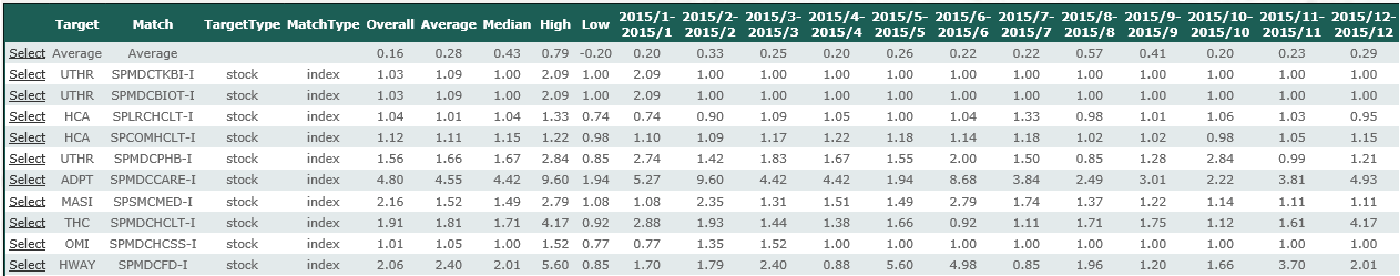 Target Match TargetType MatchType Overall Average Median High Low 2015/1-2015/1 2015/2-2015/2 2015/3-2015/3 2015/4-2015/4 2015/5-2015/5 2015/6-2015/6 2015/7-2015/7 2015/8-2015/8 2015/9-2015/9 2015/10-2015/10 2015/11-2015/11 2015/12-2015/12
Select Average Average 0.16 0.28 0.43 0.79 -0.20 0.20 0.33 0.25 0.20 0.26 0.22 0.22 0.57 0.41 0.20 0.23 0.29
Select UTHR SPMDCTKBI-I stock index 1.03 1.09 1.00 2.09 1.00 2.09 1.00 1.00 1.00 1.00 1.00 1.00 1.00 1.00 1.00 1.00 1.00
Select UTHR SPMDCBIOT-I stock index 1.03 1.09 1.00 2.09 1.00 2.09 1.00 1.00 1.00 1.00 1.00 1.00 1.00 1.00 1.00 1.00 1.00
Select HCA SPLRCHCLT-I stock index 1.04 1.01 1.04 1.33 0.74 0.74 0.90 1.09 1.05 1.00 1.04 1.33 0.98 1.01 1.06 1.03 0.95
Select HCA SPCOMHCLT-I stock index 1.12 1.11 1.15 1.22 0.98 1.10 1.09 1.17 1.22 1.18 1.14 1.18 1.02 1.02 0.98 1.05 1.15
Select UTHR SPMDCPHB-I stock index 1.56 1.66 1.67 2.84 0.85 2.74 1.42 1.83 1.67 1.55 2.00 1.50 0.85 1.28 2.84 0.99 1.21
Select ADPT SPMDCCARE-I stock index 4.80 4.55 4.42 9.60 1.94 5.27 9.60 4.42 4.42 1.94 8.68 3.84 2.49 3.01 2.22 3.81 4.93
Select MASI SPSMCMED-I stock index 2.16 1.52 1.49 2.79 1.08 1.08 2.35 1.31 1.51 1.49 2.79 1.74 1.37 1.22 1.14 1.11 1.11
Select THC SPMDCHCLT-I stock index 1.91 1.81 1.71 4.17 0.92 2.88 1.93 1.44 1.38 1.66 0.92 1.11 1.71 1.75 1.12 1.61 4.17
Select OMI SPMDCHCSS-I stock index 1.01 1.05 1.00 1.52 0.77 0.77 1.35 1.52 1.00 1.00 1.00 1.00 1.00 1.00 1.00 1.00 1.00
Select HWAY SPMDCFD-I stock index 2.06 2.40 2.01 5.60 0.85 1.70 1.79 2.40 0.88 5.60 4.98 0.85 1.96 1.20 1.66 3.70 2.01